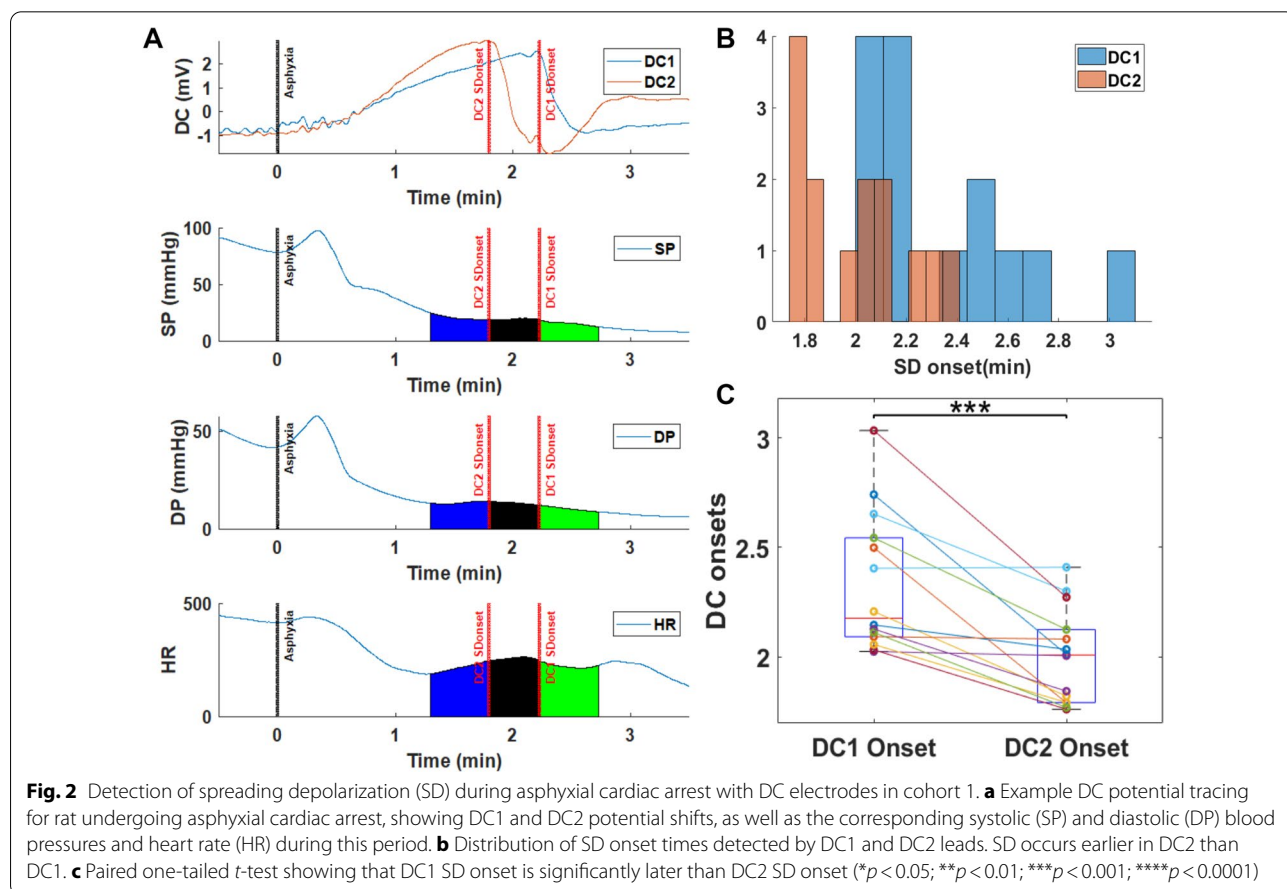 A
DC1
DC2
Asphyxia
DC2 SDonset
DC1 SDonset
DC (mV)
2
1
0
-1
0 1 2 3
Time (min)
SP
Asphyxia
DC2 SDonset
DC1 SDonset
SP (mmHg)
100
50
0
0 1 2 3
Time (min)
DP
Asphyxia
DC2 SDonset
DC1 SDonset
DP (mmHg)
50
0
0 1 2 3
Time (min)
HR
Asphyxia
DC2 SDonset
DC1 SDonset
HR
500
0
0 1 2 3
Time (min)
B
DC1
DC2
4
3
2
1
0
1.8 2 2.2 2.4 2.6 2.8 3
SD onset(min)
C
***
DC onsets
3
2.5
2
DC1 Onset DC2 Onset
Fig. 2 Detection of spreading depolarization (SD) during asphyxial cardiac arrest with DC electrodes in cohort 1. a Example DC potential tracing
for rat undergoing asphyxial cardiac arrest, showing DC1 and DC2 potential shifts, as well as the corresponding systolic (SP) and diastolic (DP) blood
pressures and heart rate (HR) during this period. b Distribution of SD onset times detected by DC1 and DC2 leads. SD occurs earlier in DC2 than
DC1. c Paired one-tailed t-test showing that DC1 SD onset is significantly later than DC2 SD onset (*p < 0.05; **p < 0.01; ***p < 0.001; ****p < 0.0001)